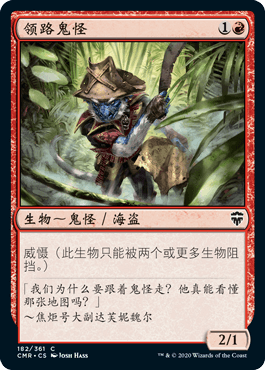 领路鬼怪 1
生物～鬼怪 / 海盗
威慑（此生物只能被两个或更多生物阻
挡。）
「我们为什么要跟着鬼怪走？他真能看懂
那张地图吗？」
～焦炬号大副达芙妮魏尔
2/1
182/361 C
CMR • CS Josh Hass
™ & © 2020 Wizards of the Coast